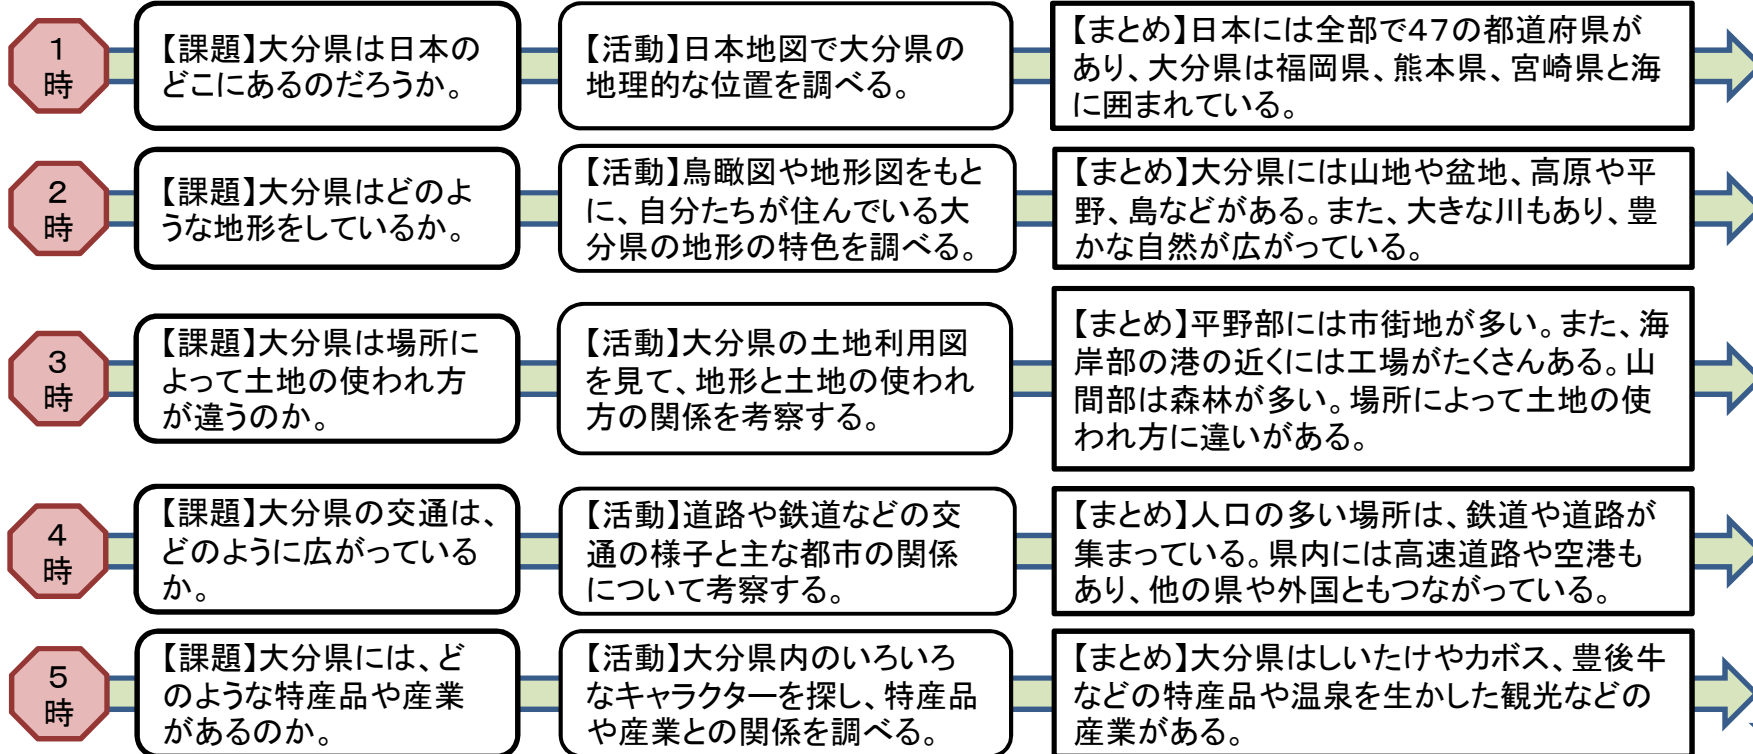 1
時
【課題】大分県は日本の
どこにあるのだろうか。
【活動】日本地図で大分県の
地理的な位置を調べる。
【まとめ】日本には全部で47の都道府県が
あり、大分県は福岡県、熊本県、宮崎県と海
に囲まれている。
2
時
【課題】大分県はどのよ
うな地形をしているか。
【活動】鳥瞰図や地形図をもと
に、自分たちが住んでいる大
分県の地形の特色を調べる。
【まとめ】大分県には山地や盆地、高原や平
野、島などがある。また、大きな川もあり、豊
かな自然が広がっている。
3
時
【課題】大分県は場所に
よって土地の使われ方
が違うのか。
【活動】大分県の土地利用図
を見て、地形と土地の使われ
方の関係を考察する。
【まとめ】平野部には市街地が多い。また、海
岸部の港の近くには工場がたくさんある。山
間部は森林が多い。場所によって土地の使
われ方に違いがある。
4
時
【課題】大分県の交通は、
どのように広がっている
か。
【活動】道路や鉄道などの交
通の様子と主な都市の関係
について考察する。
【まとめ】人口の多い場所は、鉄道や道路が
集まっている。県内には高速道路や空港も
あり、他の県や外国ともつながっている。
5
時
【課題】大分県には、ど
のような特産品や産業
があるのか。
【活動】大分県内のいろいろ
なキャラクターを探し、特産品
や産業との関係を調べる。
【まとめ】大分県はしいたけやカボス、豊後牛
などの特産品や温泉を生かした観光などの
産業がある。